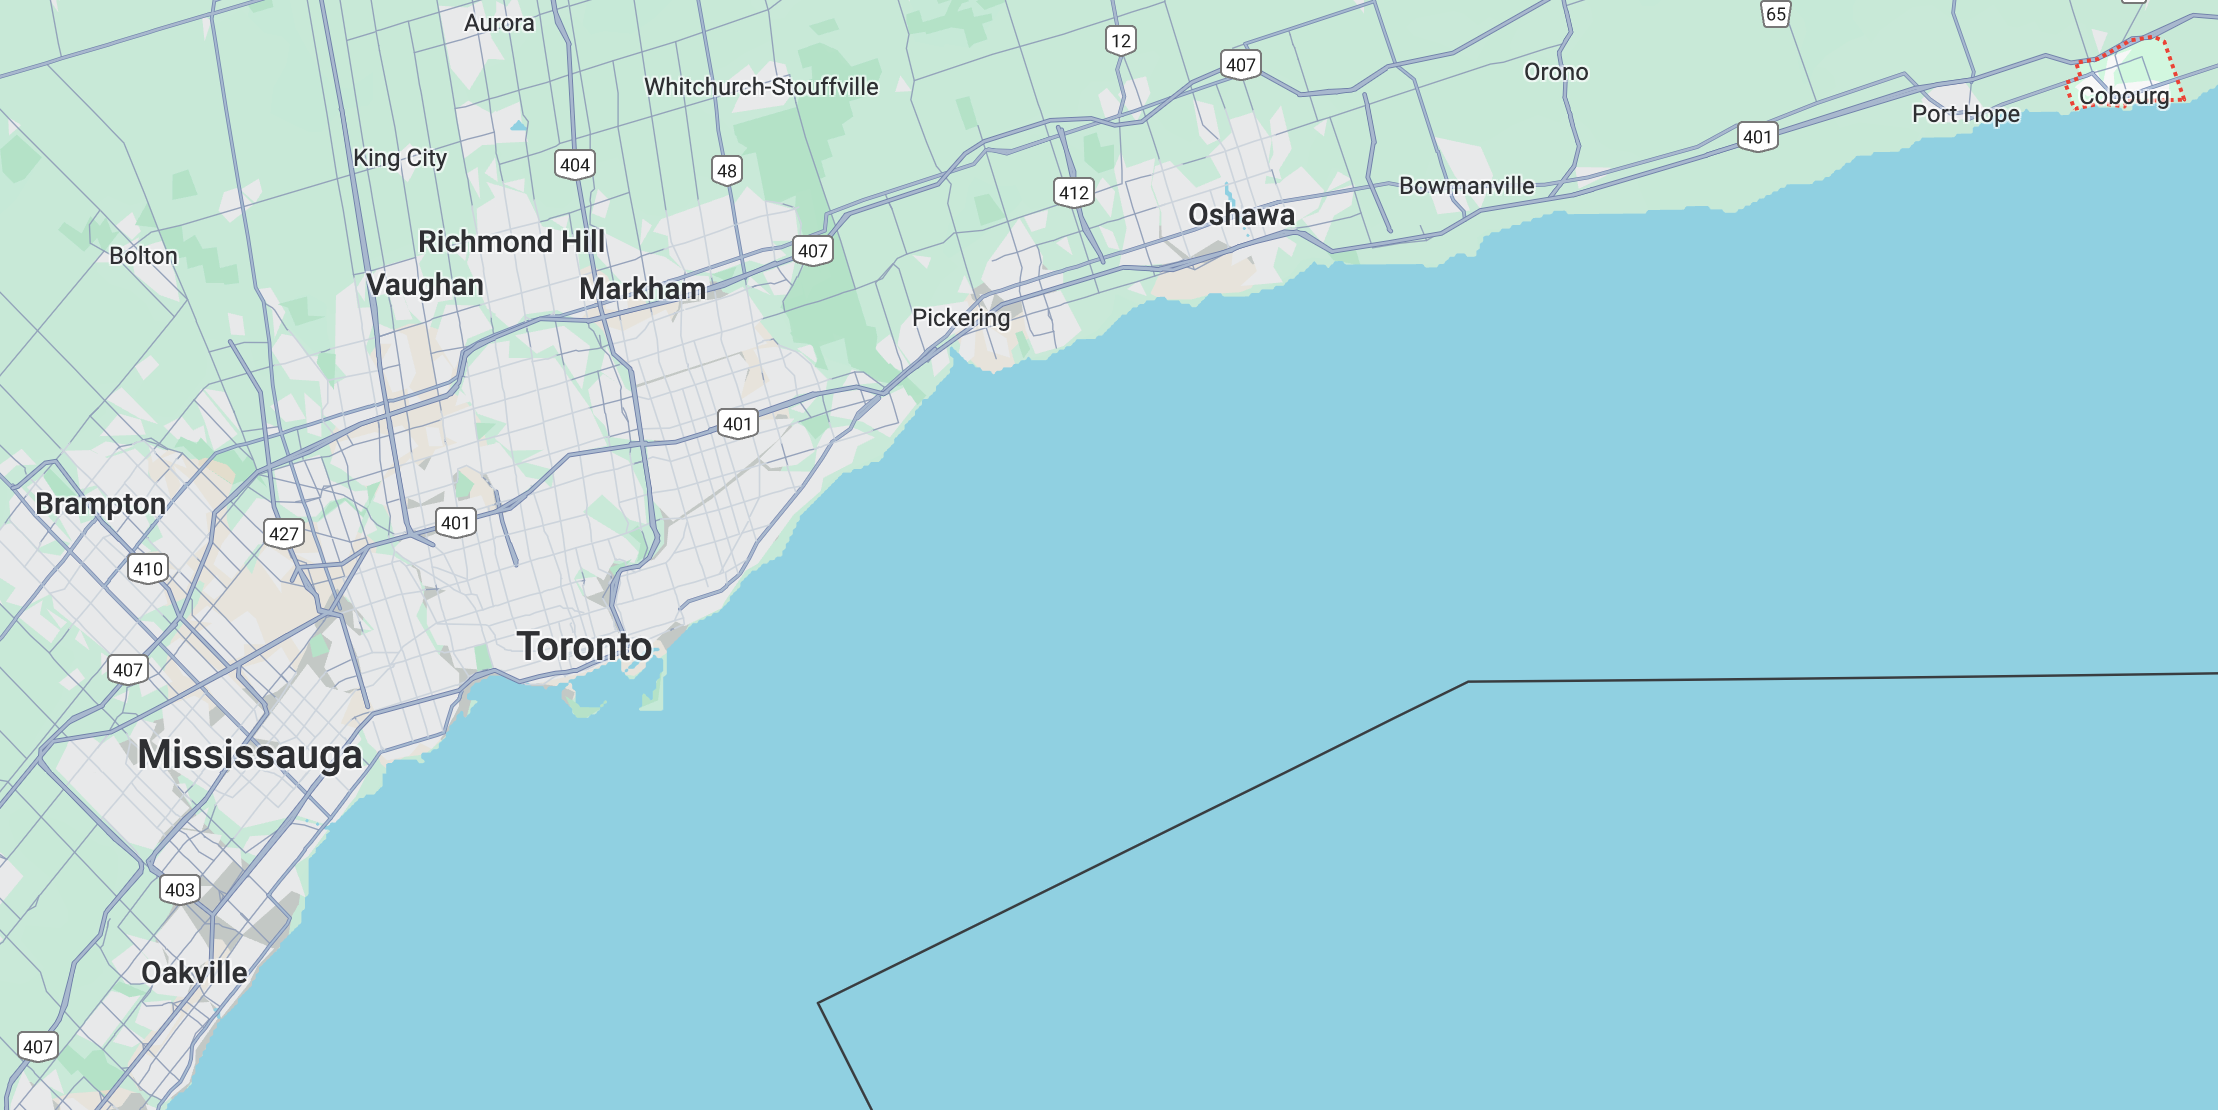 Aurora
12
65
407
Whitchurch-Stouffville
Orono
Cobourg
Port Hope
401
King City
404
48
412
Bowmanville
Oshawa
Richmond Hill
Bolton
407
Vaughan
Markham
Pickering
401
Brampton
401
427
410
Toronto
407
Mississauga
403
Oakville
407